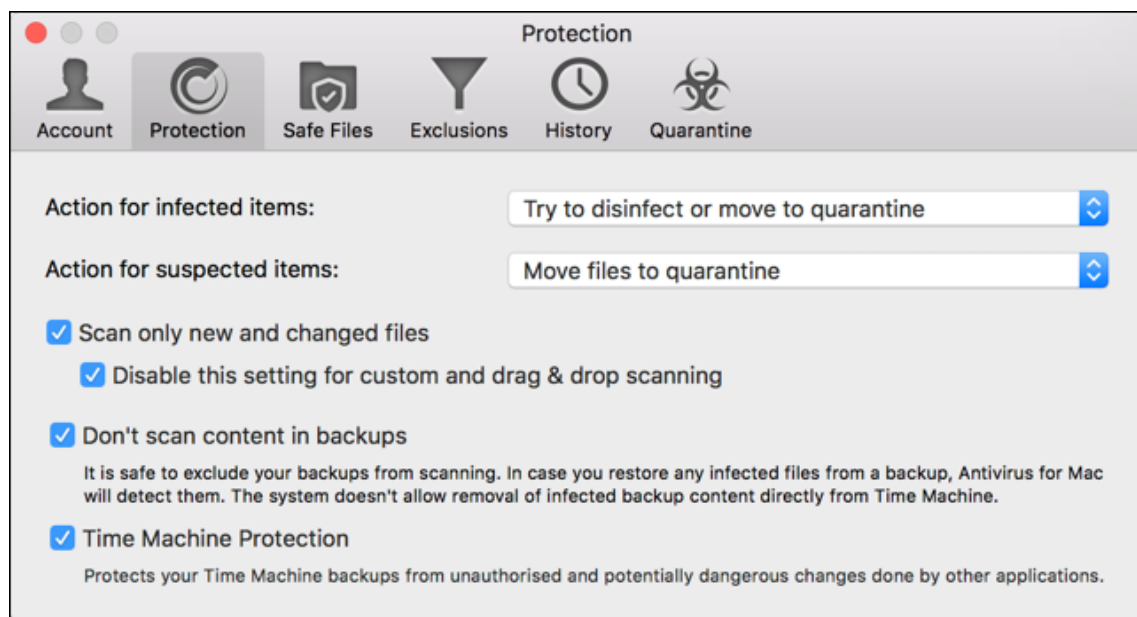 Protection
Account Protection Safe Files Exclusions History Quarantine
Action for infected items: Try to disinfect or move to quarantine
Action for suspected items: Move files to quarantine
Scan only new and changed files
Disable this setting for custom and drag & drop scanning
Don't scan content in backups
It is safe to exclude your backups from scanning. In case you restore any infected files from a backup, Antivirus for Mac
will detect them. The system doesn't allow removal of infected backup content directly from Time Machine.
Time Machine Protection
Protects your Time Machine backups from unauthorised and potentially dangerous changes done by other applications.